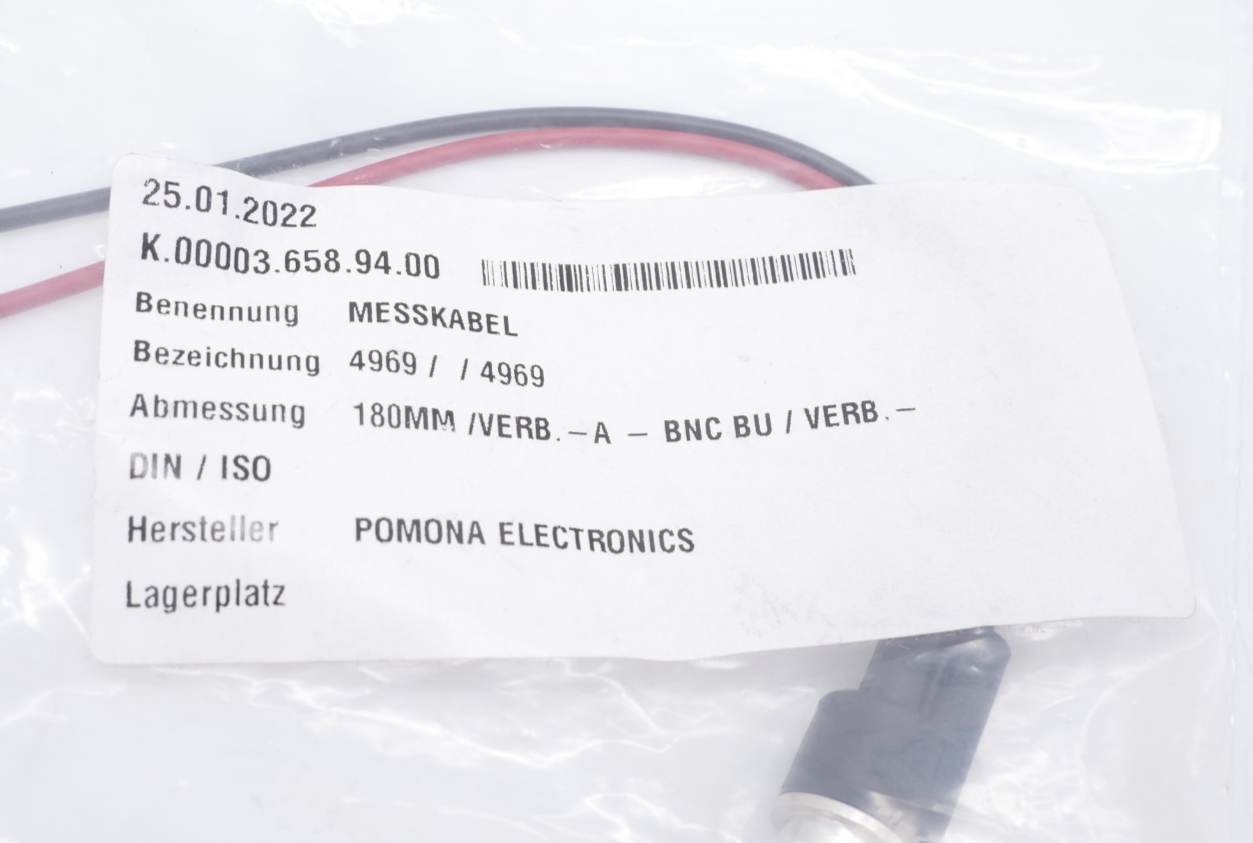 25.01.2022
K.00003.658.94.00
Benennung MESSKABEL
Bezeichnung 4969 / / 4969
Abmessung 180MM /VERB.-A - BNC BU / VERB.-
DIN / ISO
Hersteller POMONA ELECTRONICS
Lagerplatz